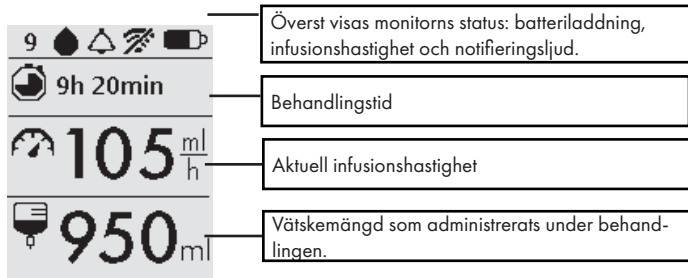 9
Överst visas monitorns status: batteriladdning,
infusionshastighet och notifieringsljud.
9h 20min
Behandlingstid
105 ml/h
Aktuell infusionshastighet
950 ml
Vätskemängd som administrerats under behand-
lingen.